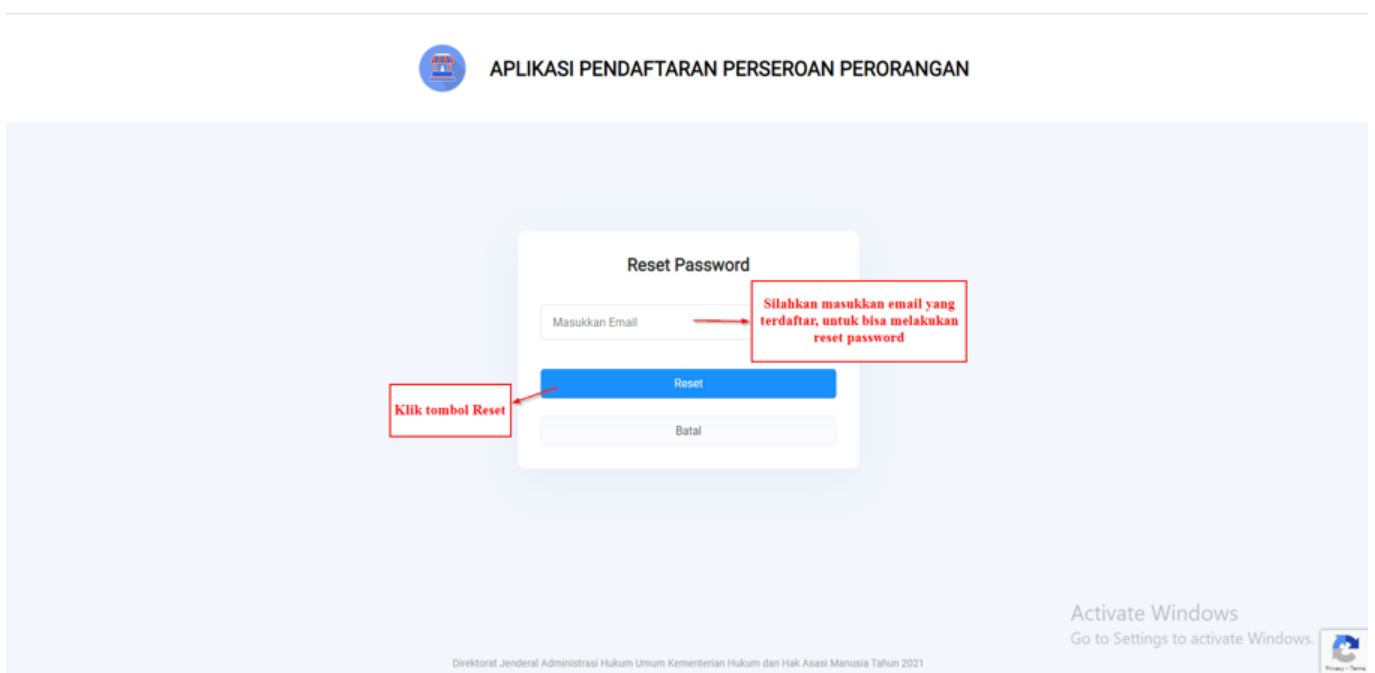 APLIKASI PENDAFTARAN PERSEROAN PERORANGAN
Reset Password
Masukkan Email
Silahkan masukkan email yang
terdaftar, untuk bisa melakukan
reset password
Reset
Klik tombol Reset
Batal
Activate Windows
Go to Settings to activate Windows.
Privacy - Terms
Direktorat Jenderal Administrasi Hukum Umum Kementerian Hukum dan Hak Asasi Manusia Tahun 2021